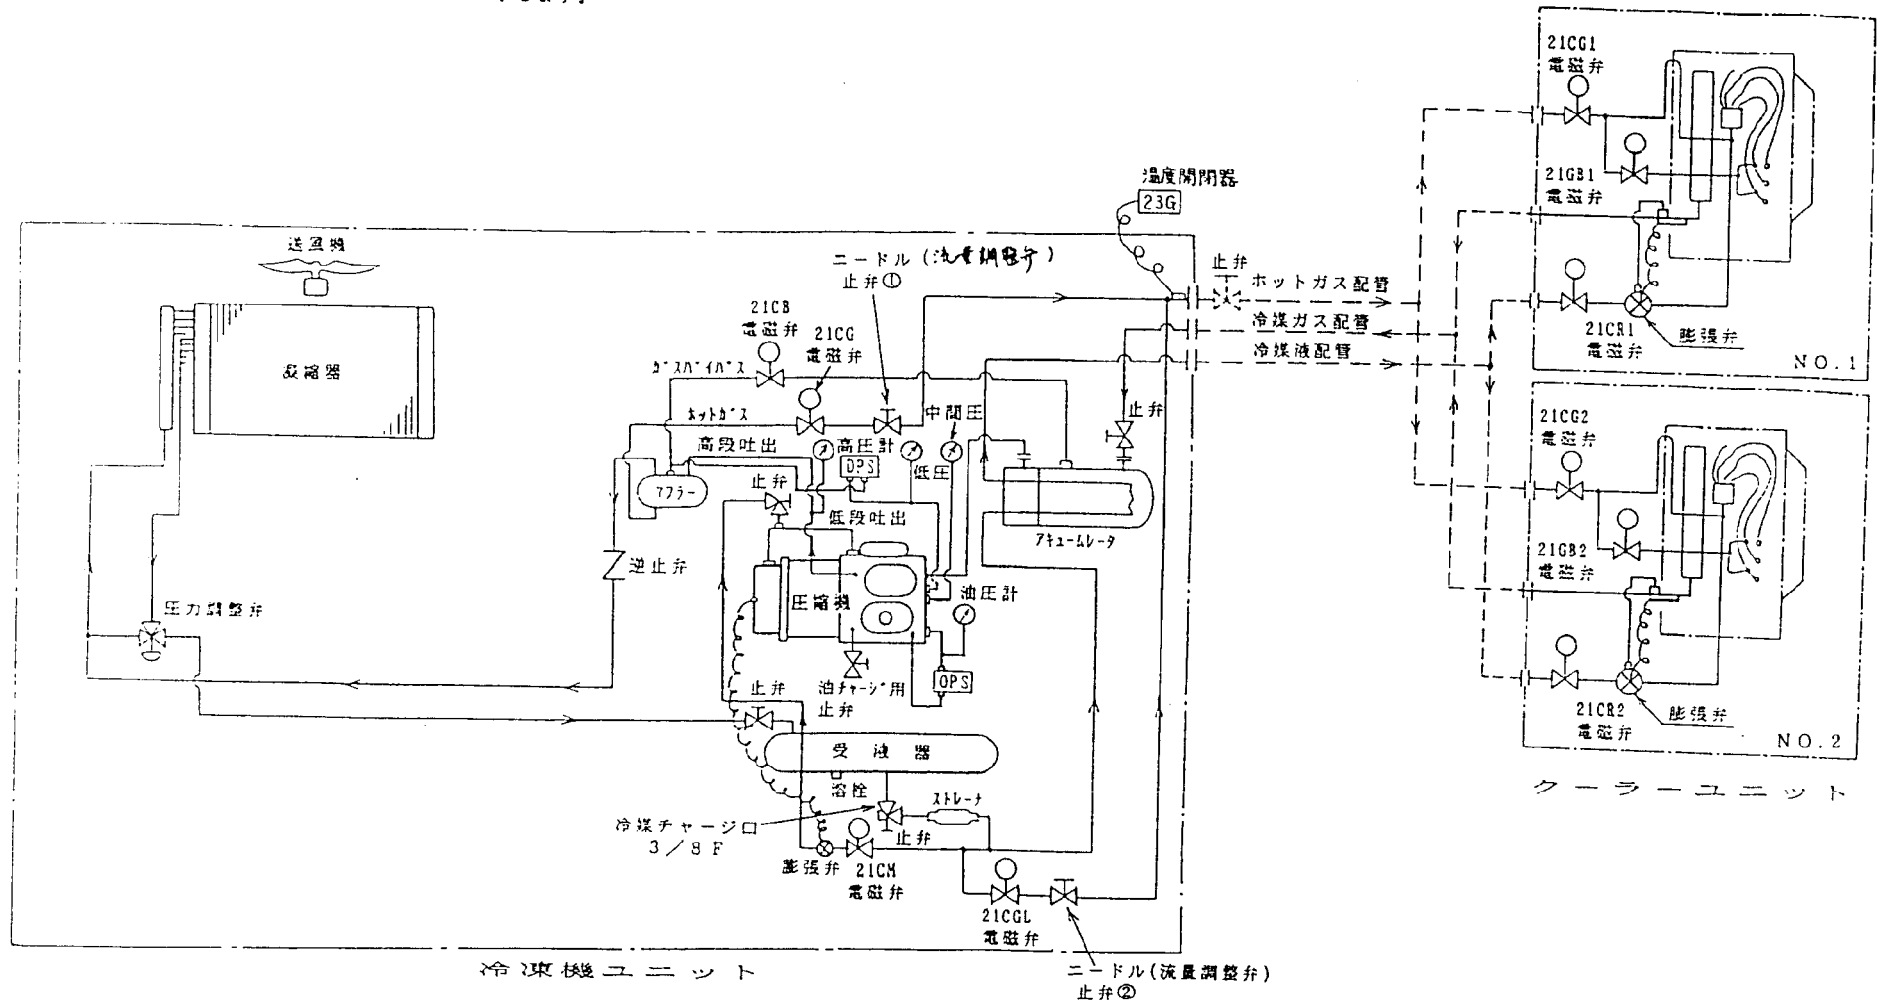 送風機
凝縮器
圧力調整弁
ニードル(流量調整弁)
止弁①
21CB
電磁弁
21CG
電磁弁
ガスバイパス
ホットガス
高段吐出
マフラー
止弁
高圧計
DPS
低圧
中間圧
低段吐出
逆止弁
圧縮機
油圧計
OPS
油チャージ用
止弁
止弁
受液器
溶栓
冷媒チャージ口
3/8F
止弁
ストレーナ
膨張弁
21CM
電磁弁
21CGL
電磁弁
ニードル(流量調整弁)
止弁②
アキュームレータ
止弁
温度開閉器
23G
止弁
ホットガス配管
冷媒ガス配管
冷媒液配管
冷凍機ユニット
21CG1
電磁弁
21GB1
電磁弁
21CR1
電磁弁
膨張弁
NO.1
21CG2
電磁弁
21GB2
電磁弁
21CR2
電磁弁
膨張弁
NO.2
クーラーユニット